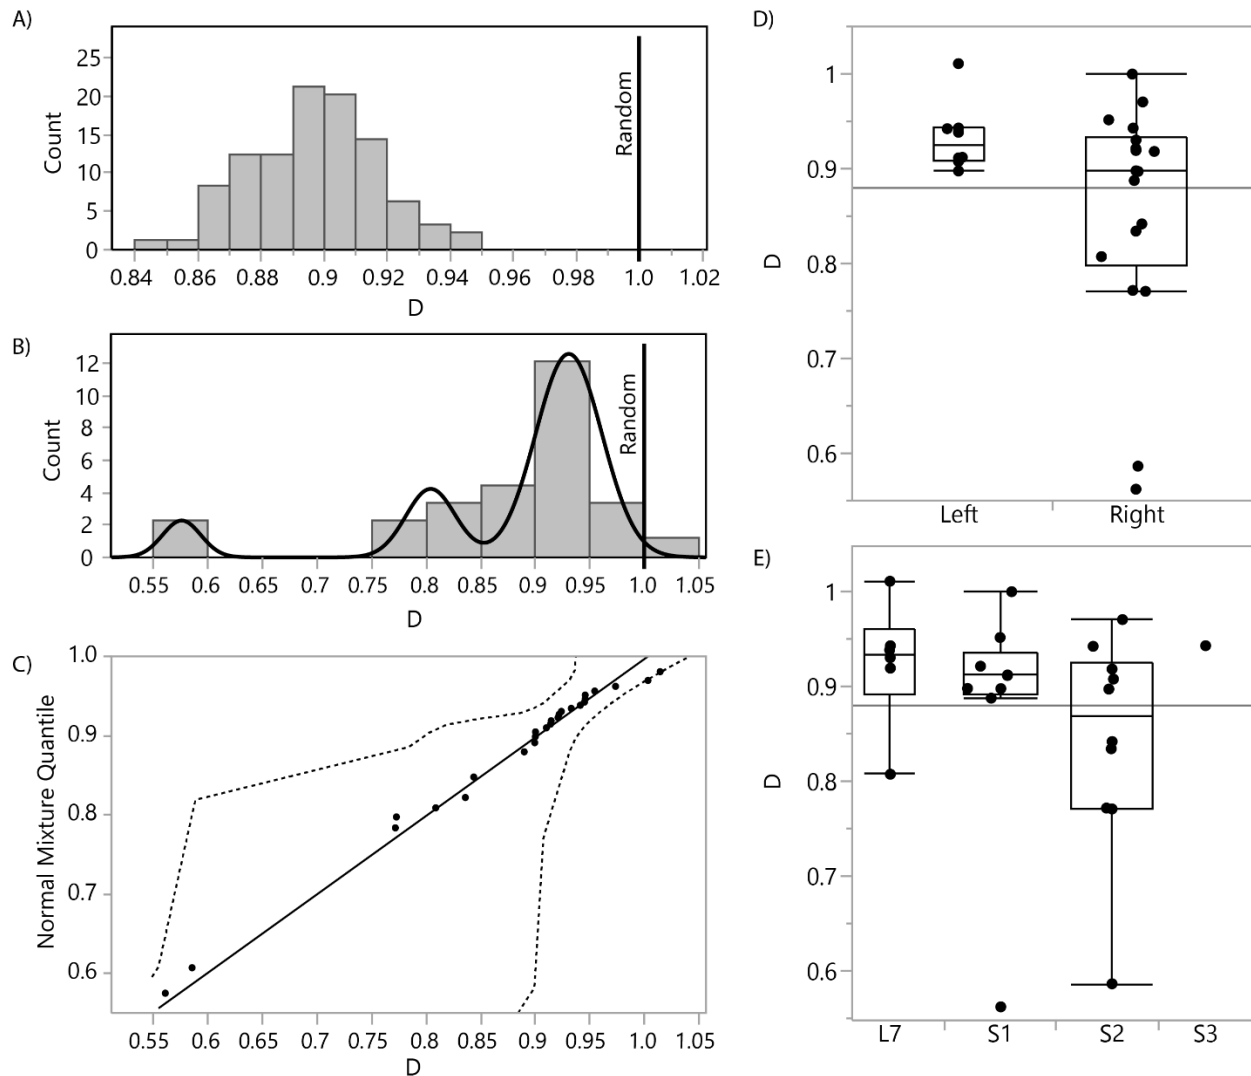 A)
Count
25
20
15
10
5
0
Random
0.84 0.86 0.88 0.9 0.92 0.94 0.96 0.98 1.0 1.02
D
B)
Count
12
10
8
6
4
2
0
Random
0.55 0.6 0.65 0.7 0.75 0.8 0.85 0.9 0.95 1.0 1.05
D
C)
Normal Mixture Quantile
1.0
0.9
0.8
0.7
0.6
0.55 0.6 0.65 0.7 0.75 0.8 0.85 0.9 0.95 1.0 1.05
D
D)
D
1
0.9
0.8
0.7
0.6
Left Right
E)
D
1
0.9
0.8
0.7
0.6
L7 S1 S2 S3